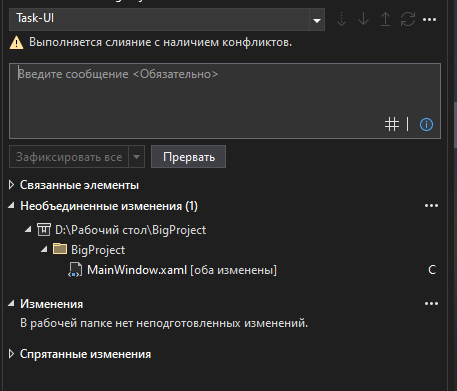 Task-UI
Выполняется слияние с наличием конфликтов.
Введите сообщение <Обязательно>
Зафиксировать все
Прервать
Связанные элементы
Необъединенные изменения (1)
D:\Рабочий стол\BigProject
BigProject
MainWindow.xaml [оба изменены] C
Изменения
В рабочей папке нет неподготовленных изменений.
Спрятанные изменения